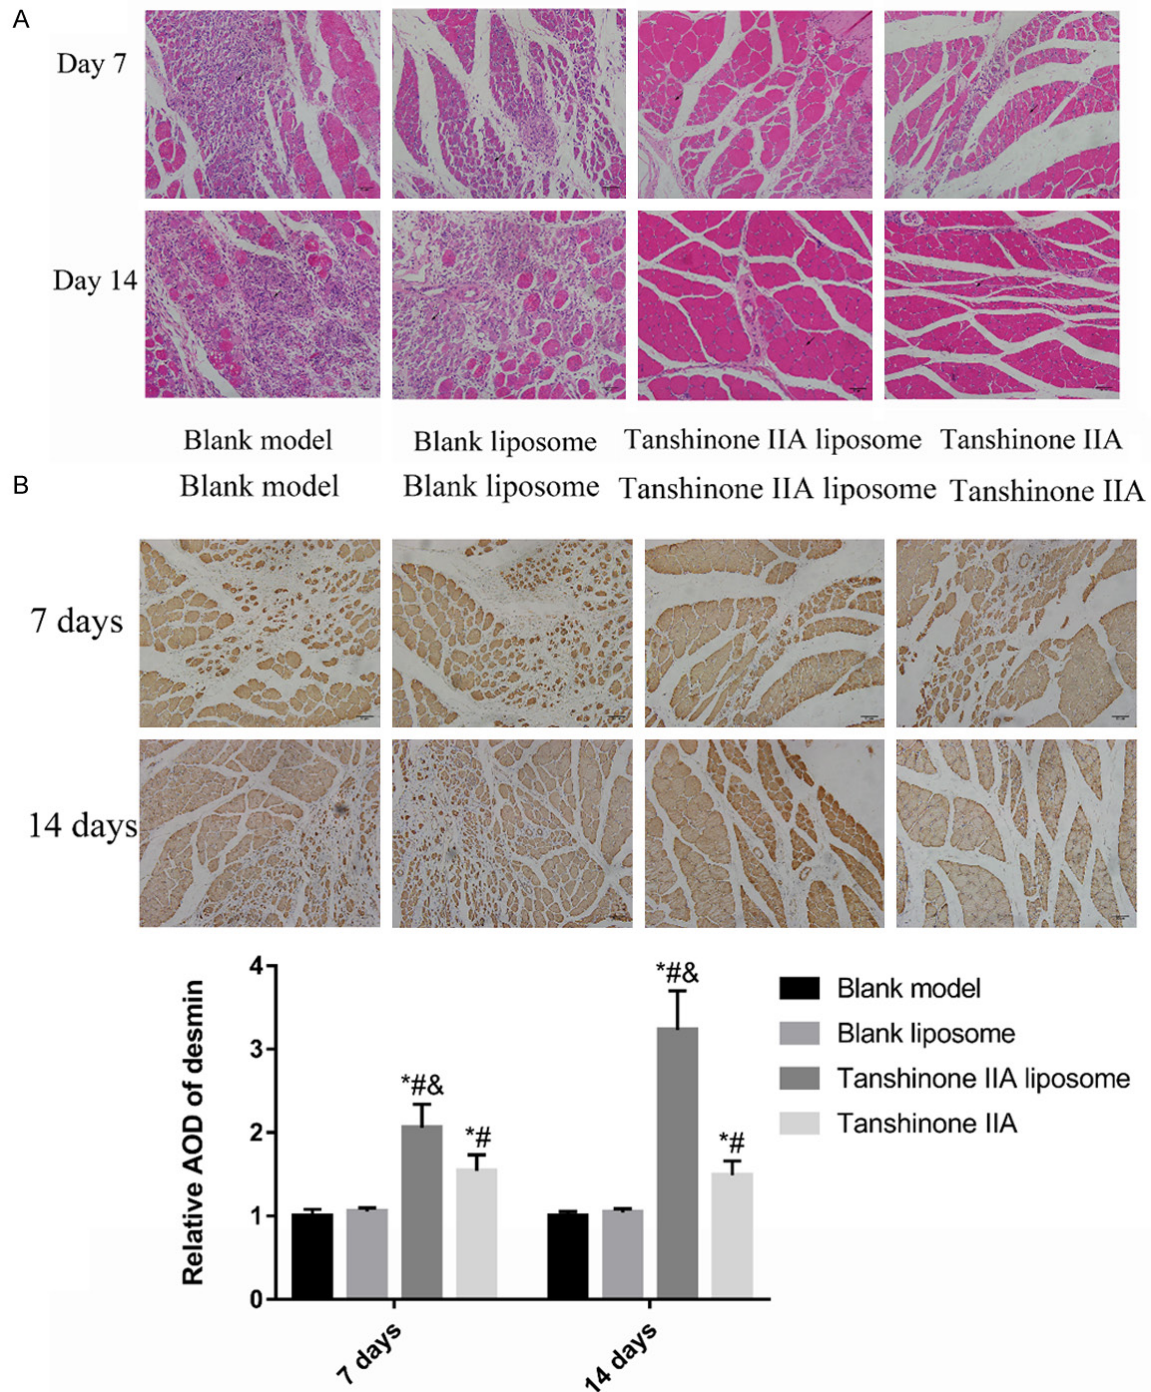 A
Day 7
Day 14
Blank model Blank liposome Tanshinone IIA liposome Tanshinone IIA
B
Blank model Blank liposome Tanshinone IIA liposome Tanshinone IIA
7 days
14 days
Relative AOD of desmin
4
3
2
1
0
*#&
*#
*#&
*#
7 days
14 days
Blank model
Blank liposome
Tanshinone IIA liposome
Tanshinone IIA